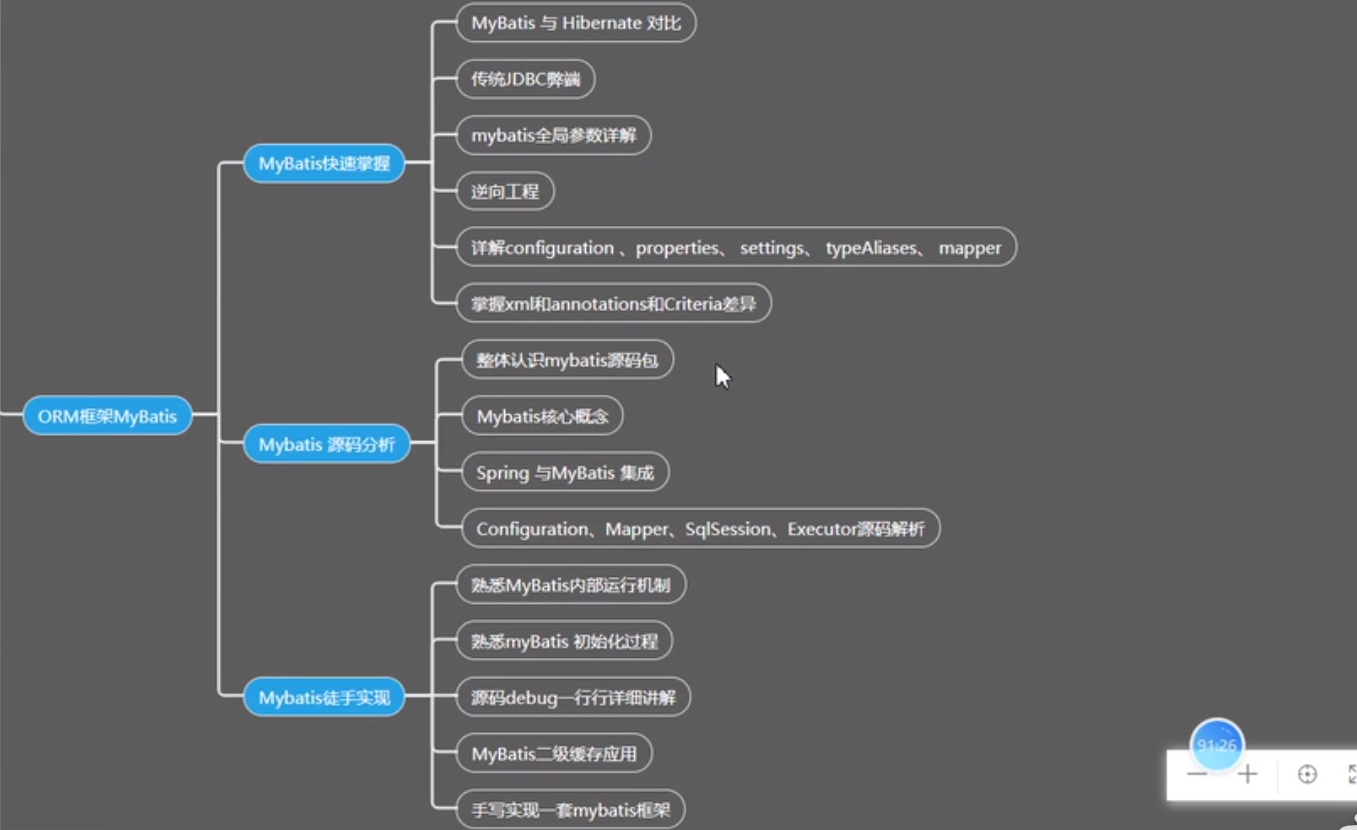 MyBatis 与 Hibernate 对比
传统JDBC弊端
mybatis全局参数详解
MyBatis快速掌握
逆向工程
详解configuration 、properties、 settings、 typeAliases、 mapper
掌握xml和annotations和Criteria差异
整体认识mybatis源码包
ORM框架MyBatis
Mybatis核心概念
Mybatis 源码分析
Spring 与MyBatis 集成
Configuration、Mapper、SqlSession、Executor源码解析
熟悉MyBatis内部运行机制
熟悉myBatis 初始化过程
Mybatis徒手实现
源码debug一行行详细讲解
MyBatis二级缓存应用
手写实现一套mybatis框架
91:26